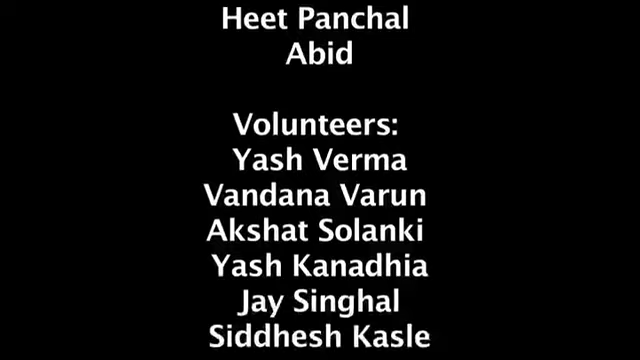 Heet Panchal
Abid
Volunteers:
Yash Verma
Vandana Varun
Akshat Solanki
Yash Kanadhia
Jay Singhal
Siddhesh Kasle